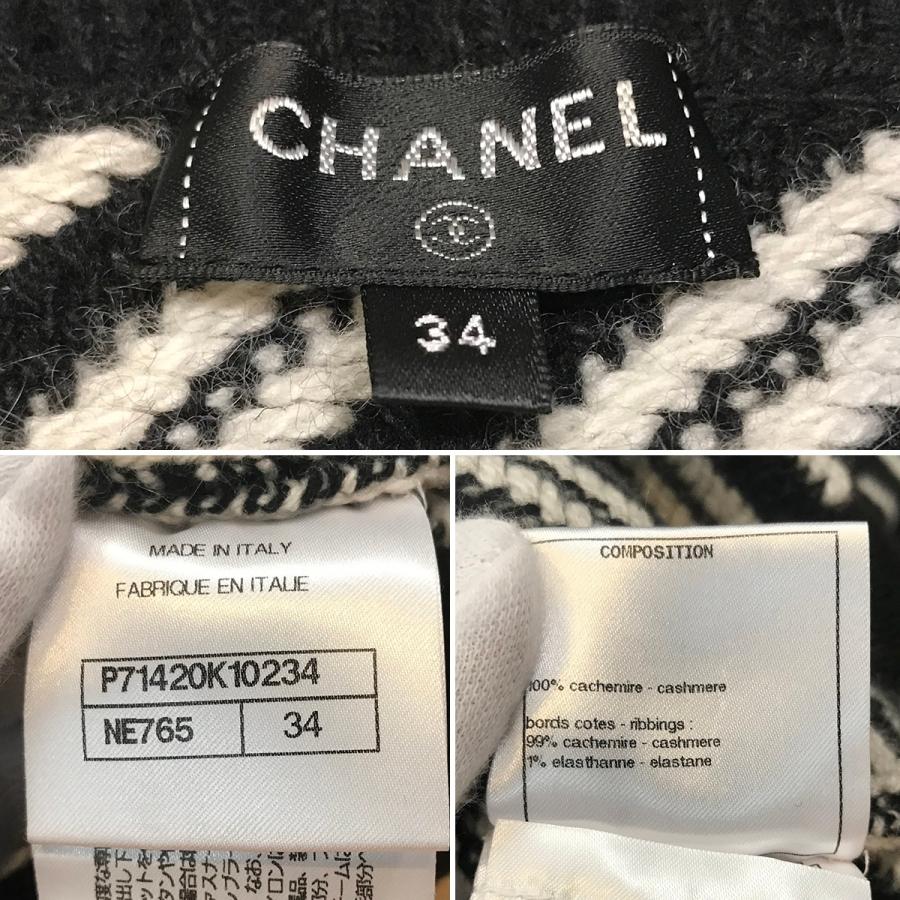 CHANEL
34
MADE IN ITALY
FABRIQUE EN ITALIE
P71420K10234
NE765 34
COMPOSITION
100% cachemire - cashmere
bords cotes - ribbings :
99% cachemire - cashmere
1% elasthanne - elastane